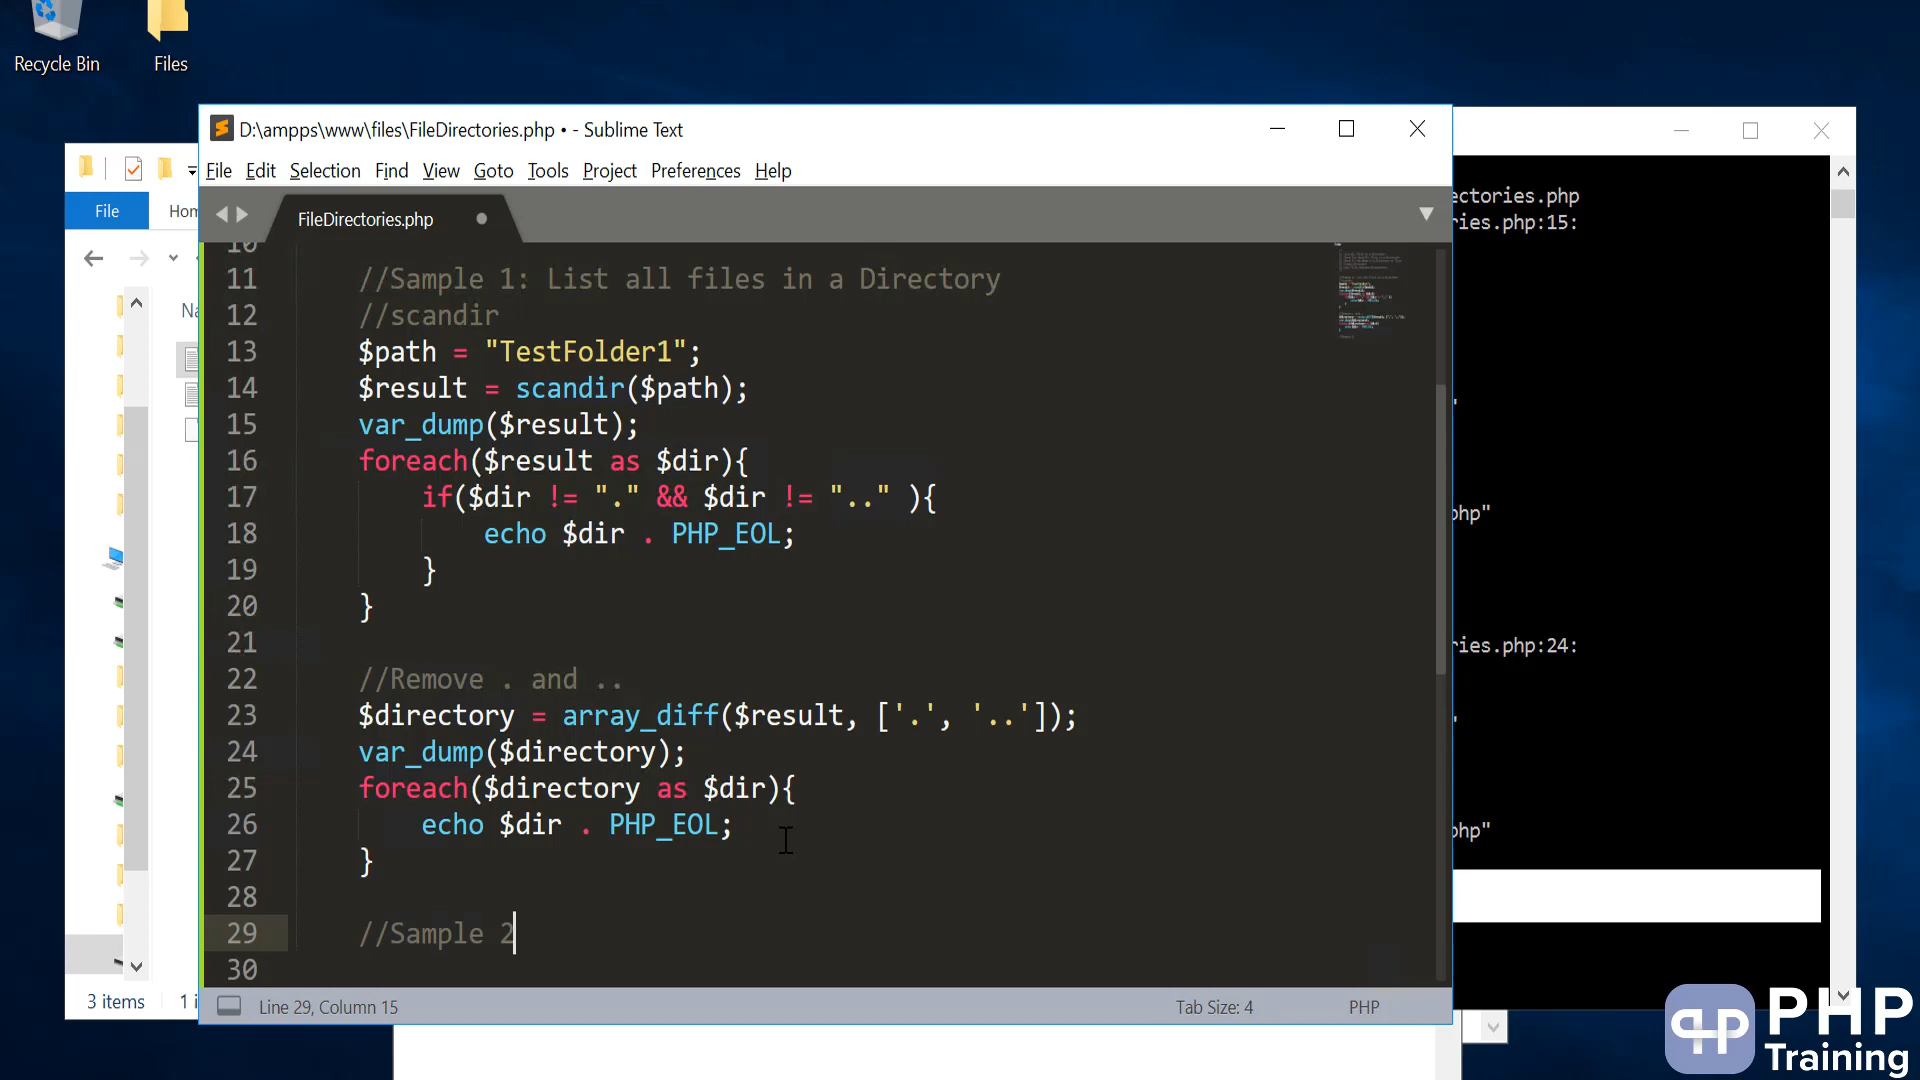 Recycle Bin
Files
D:\ampps\www\files\FileDirectories.php • - Sublime Text
File Edit Selection Find View Goto Tools Project Preferences Help
FileDirectories.php
File
10
11 //Sample 1: List all files in a Directory
12 //scandir
13 $path = "TestFolder1";
14 $result = scandir($path);
15 var_dump($result);
16 foreach($result as $dir){
17 if($dir != "." && $dir != ".." ){
18 echo $dir . PHP_EOL;
19 }
20 }
21
22 //Remove . and ..
23 $directory = array_diff($result, ['.', '..']);
24 var_dump($directory);
25 foreach($directory as $dir){
26 echo $dir . PHP_EOL;
27 }
28
29 //Sample 2
30
Line 29, Column 15
Tab Size: 4
PHP
3 items
ectories.php
ries.php:15:
php"
ries.php:24:
php"
PHP
Training